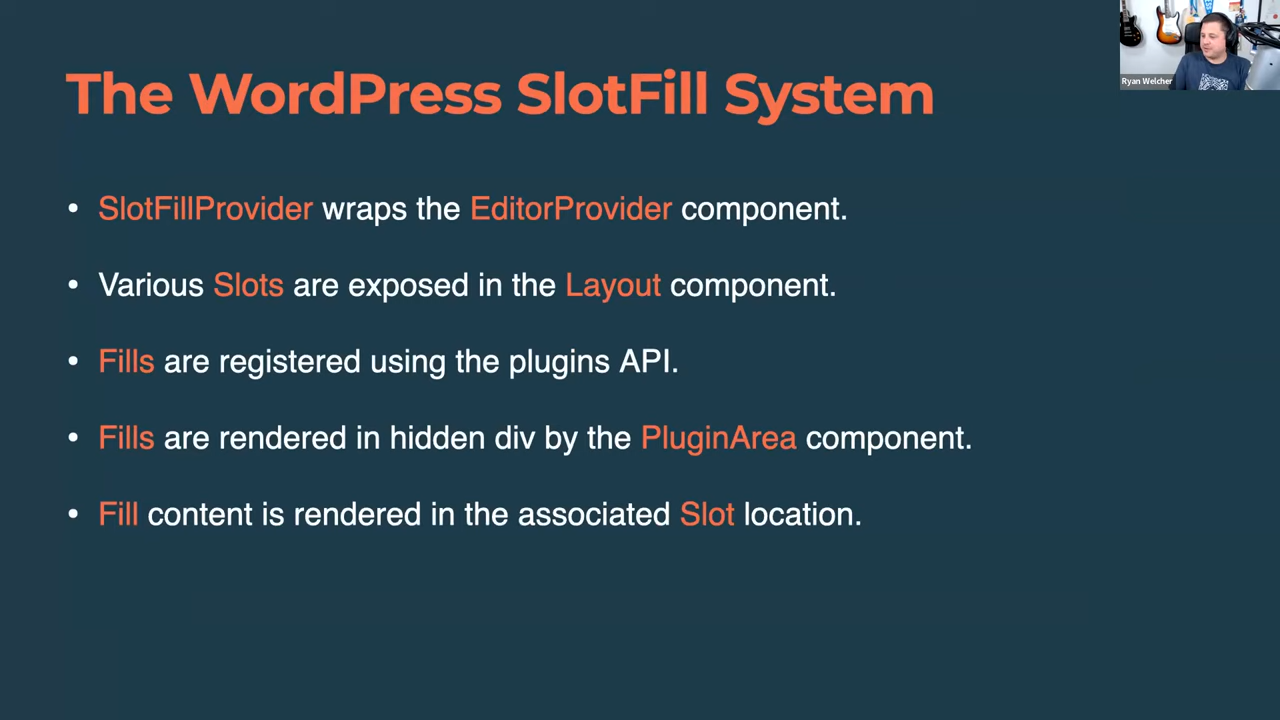 The WordPress SlotFill System
Ryan Welcher
• SlotFillProvider wraps the EditorProvider component.
• Various Slots are exposed in the Layout component.
• Fills are registered using the plugins API.
• Fills are rendered in hidden div by the PluginArea component.
• Fill content is rendered in the associated Slot location.